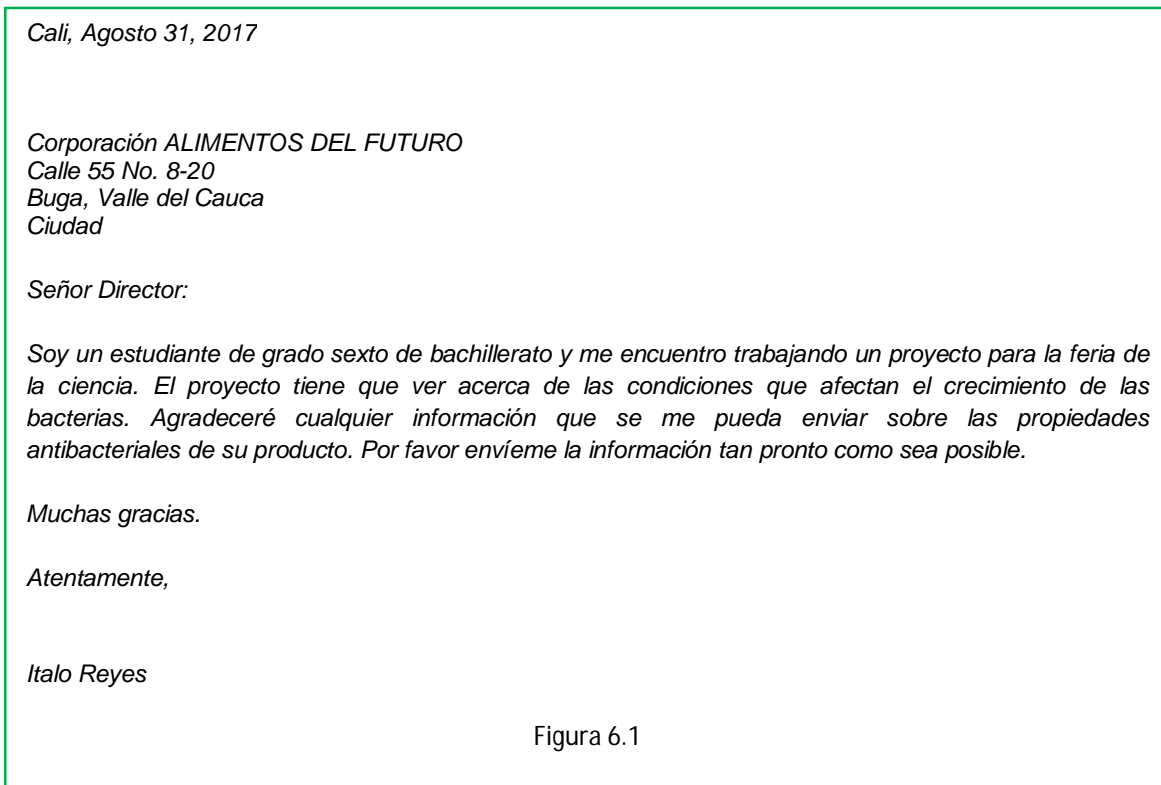 Cali, Agosto 31, 2017
Corporación ALIMENTOS DEL FUTURO
Calle 55 No. 8-20
Buga, Valle del Cauca
Ciudad
Señor Director:
Soy un estudiante de grado sexto de bachillerato y me encuentro trabajando un proyecto para la feria de
la ciencia. El proyecto tiene que ver acerca de las condiciones que afectan el crecimiento de las
bacterias. Agradeceré cualquier información que se me pueda enviar sobre las propiedades
antibacteriales de su producto. Por favor envíeme la información tan pronto como sea posible.
Muchas gracias.
Atentamente,
Italo Reyes
Figura 6.1